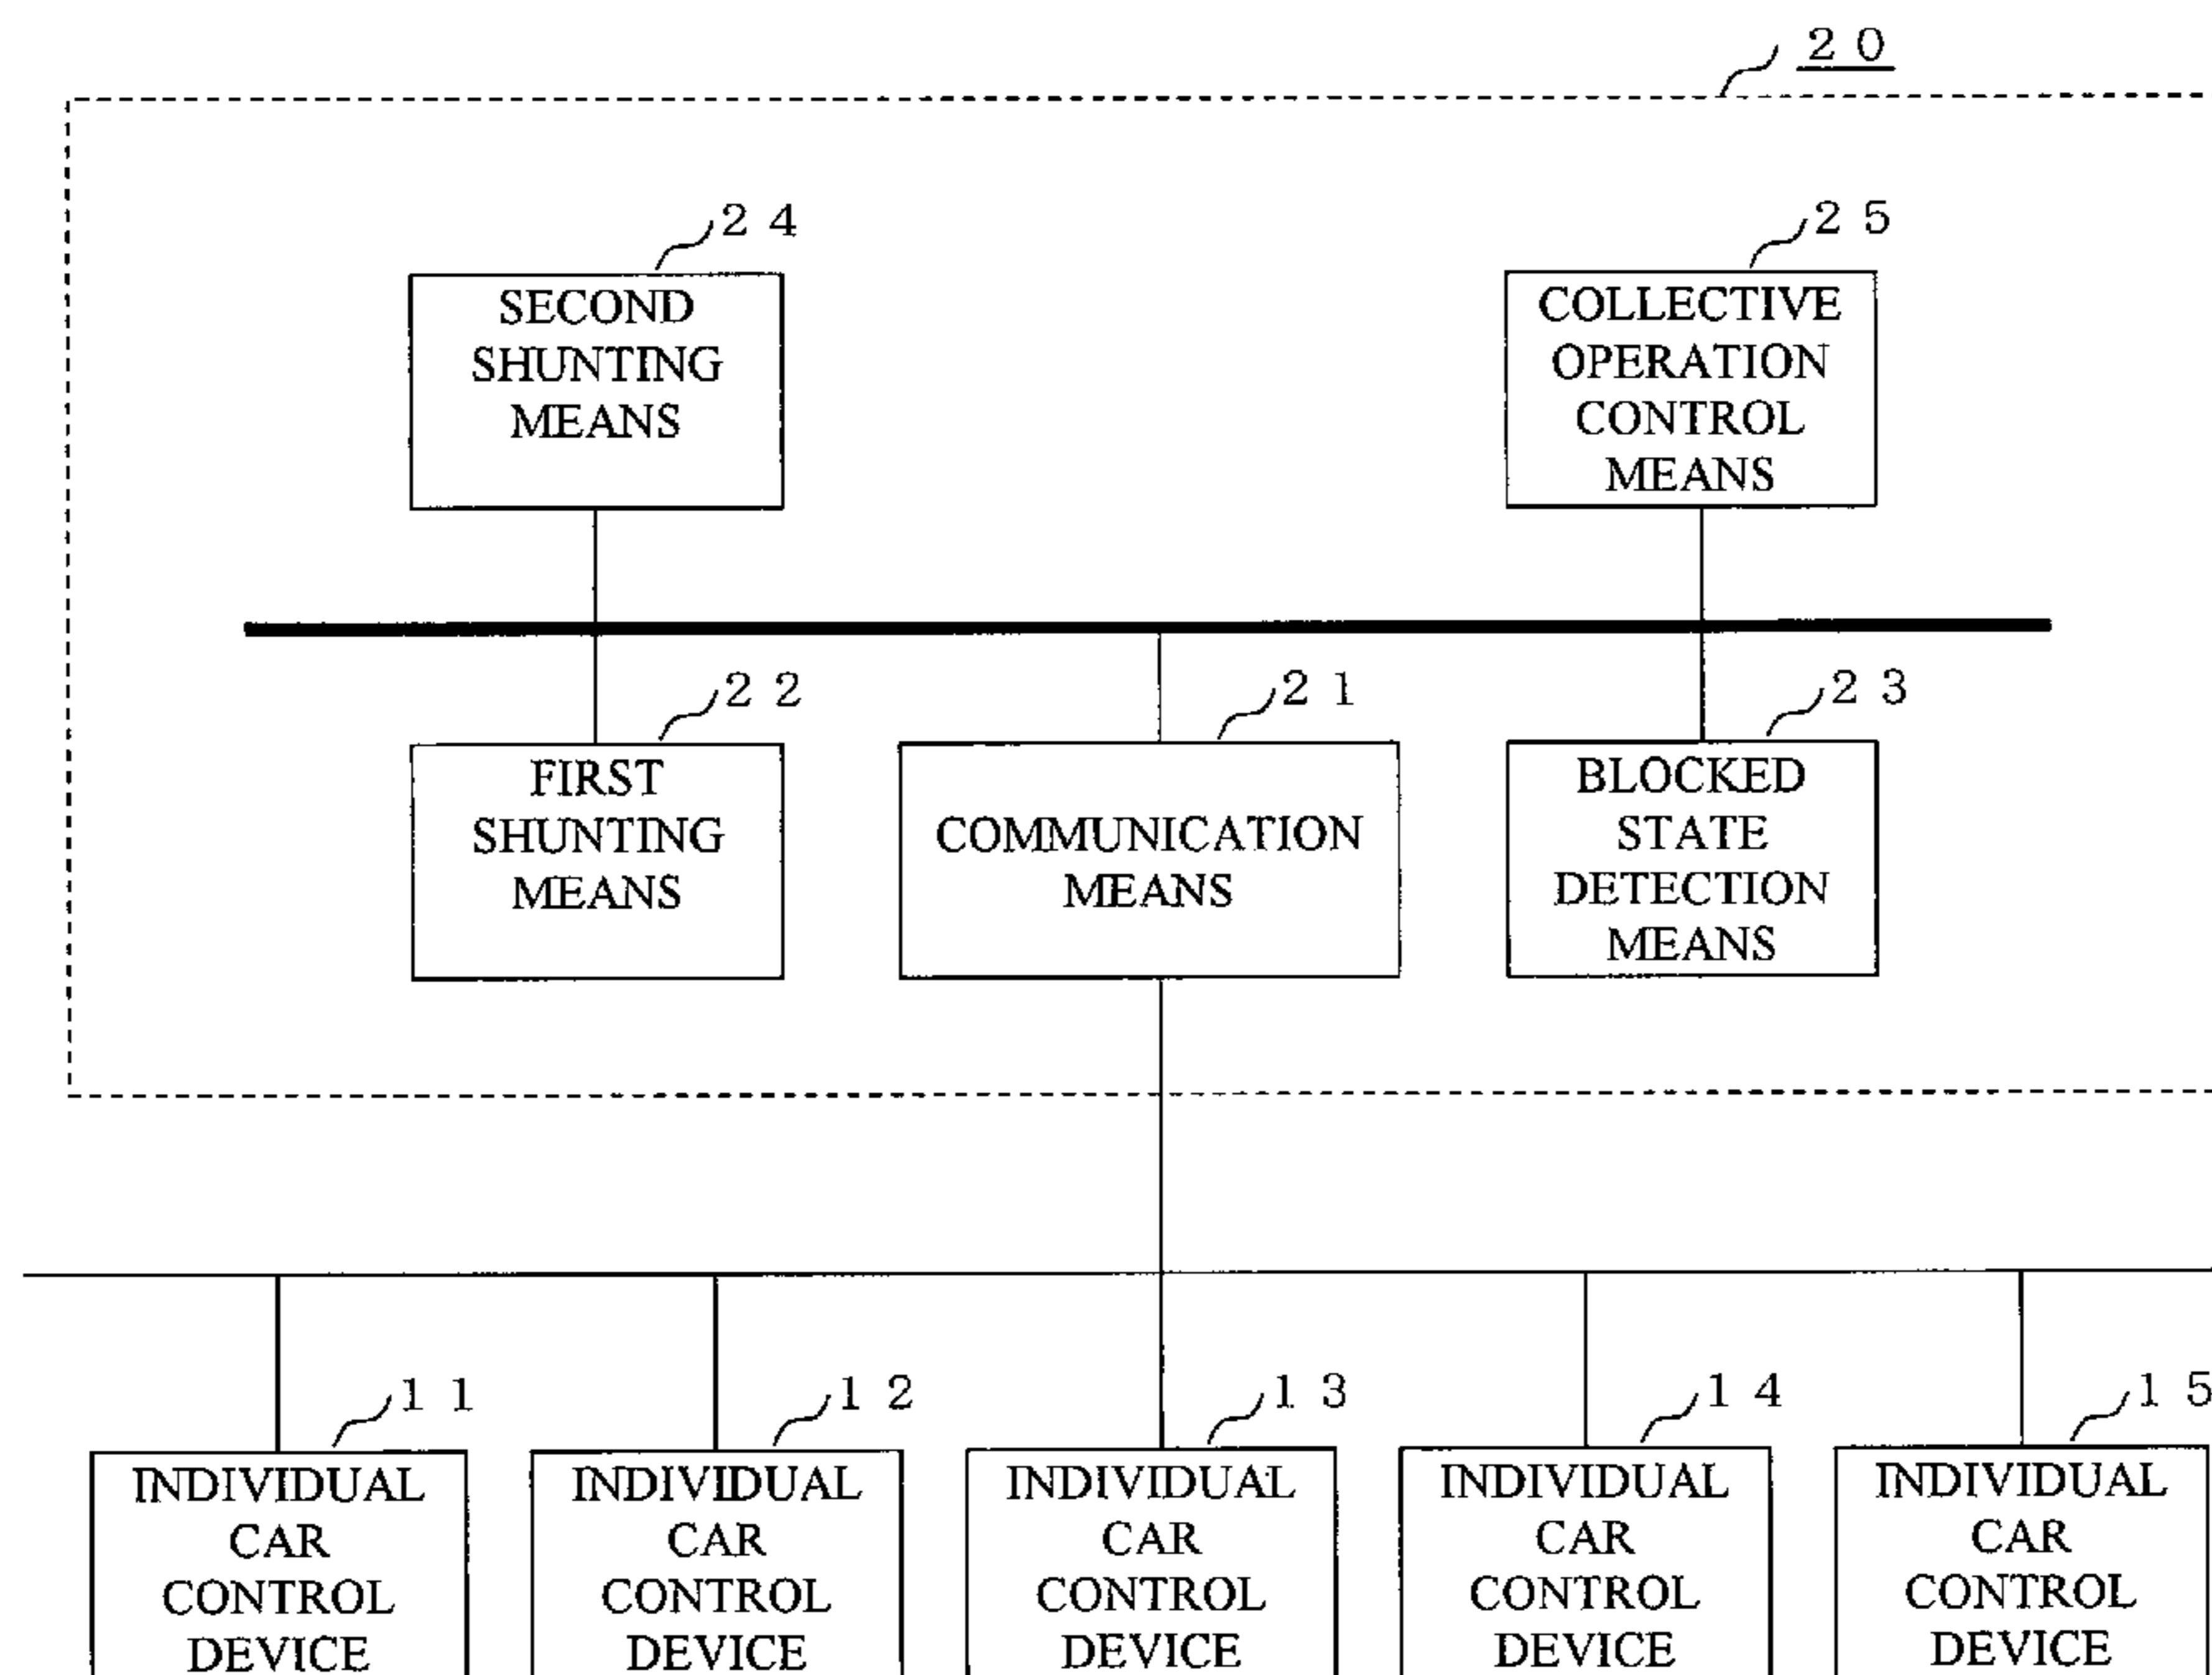 20
24
SECOND
SHUNTING
MEANS
25
COLLECTIVE
OPERATION
CONTROL
MEANS
22
FIRST
SHUNTING
MEANS
21
COMMUNICATION
MEANS
23
BLOCKED
STATE
DETECTION
MEANS
11
INDIVIDUAL
CAR
CONTROL
DEVICE
12
INDIVIDUAL
CAR
CONTROL
DEVICE
13
INDIVIDUAL
CAR
CONTROL
DEVICE
14
INDIVIDUAL
CAR
CONTROL
DEVICE
15
INDIVIDUAL
CAR
CONTROL
DEVICE